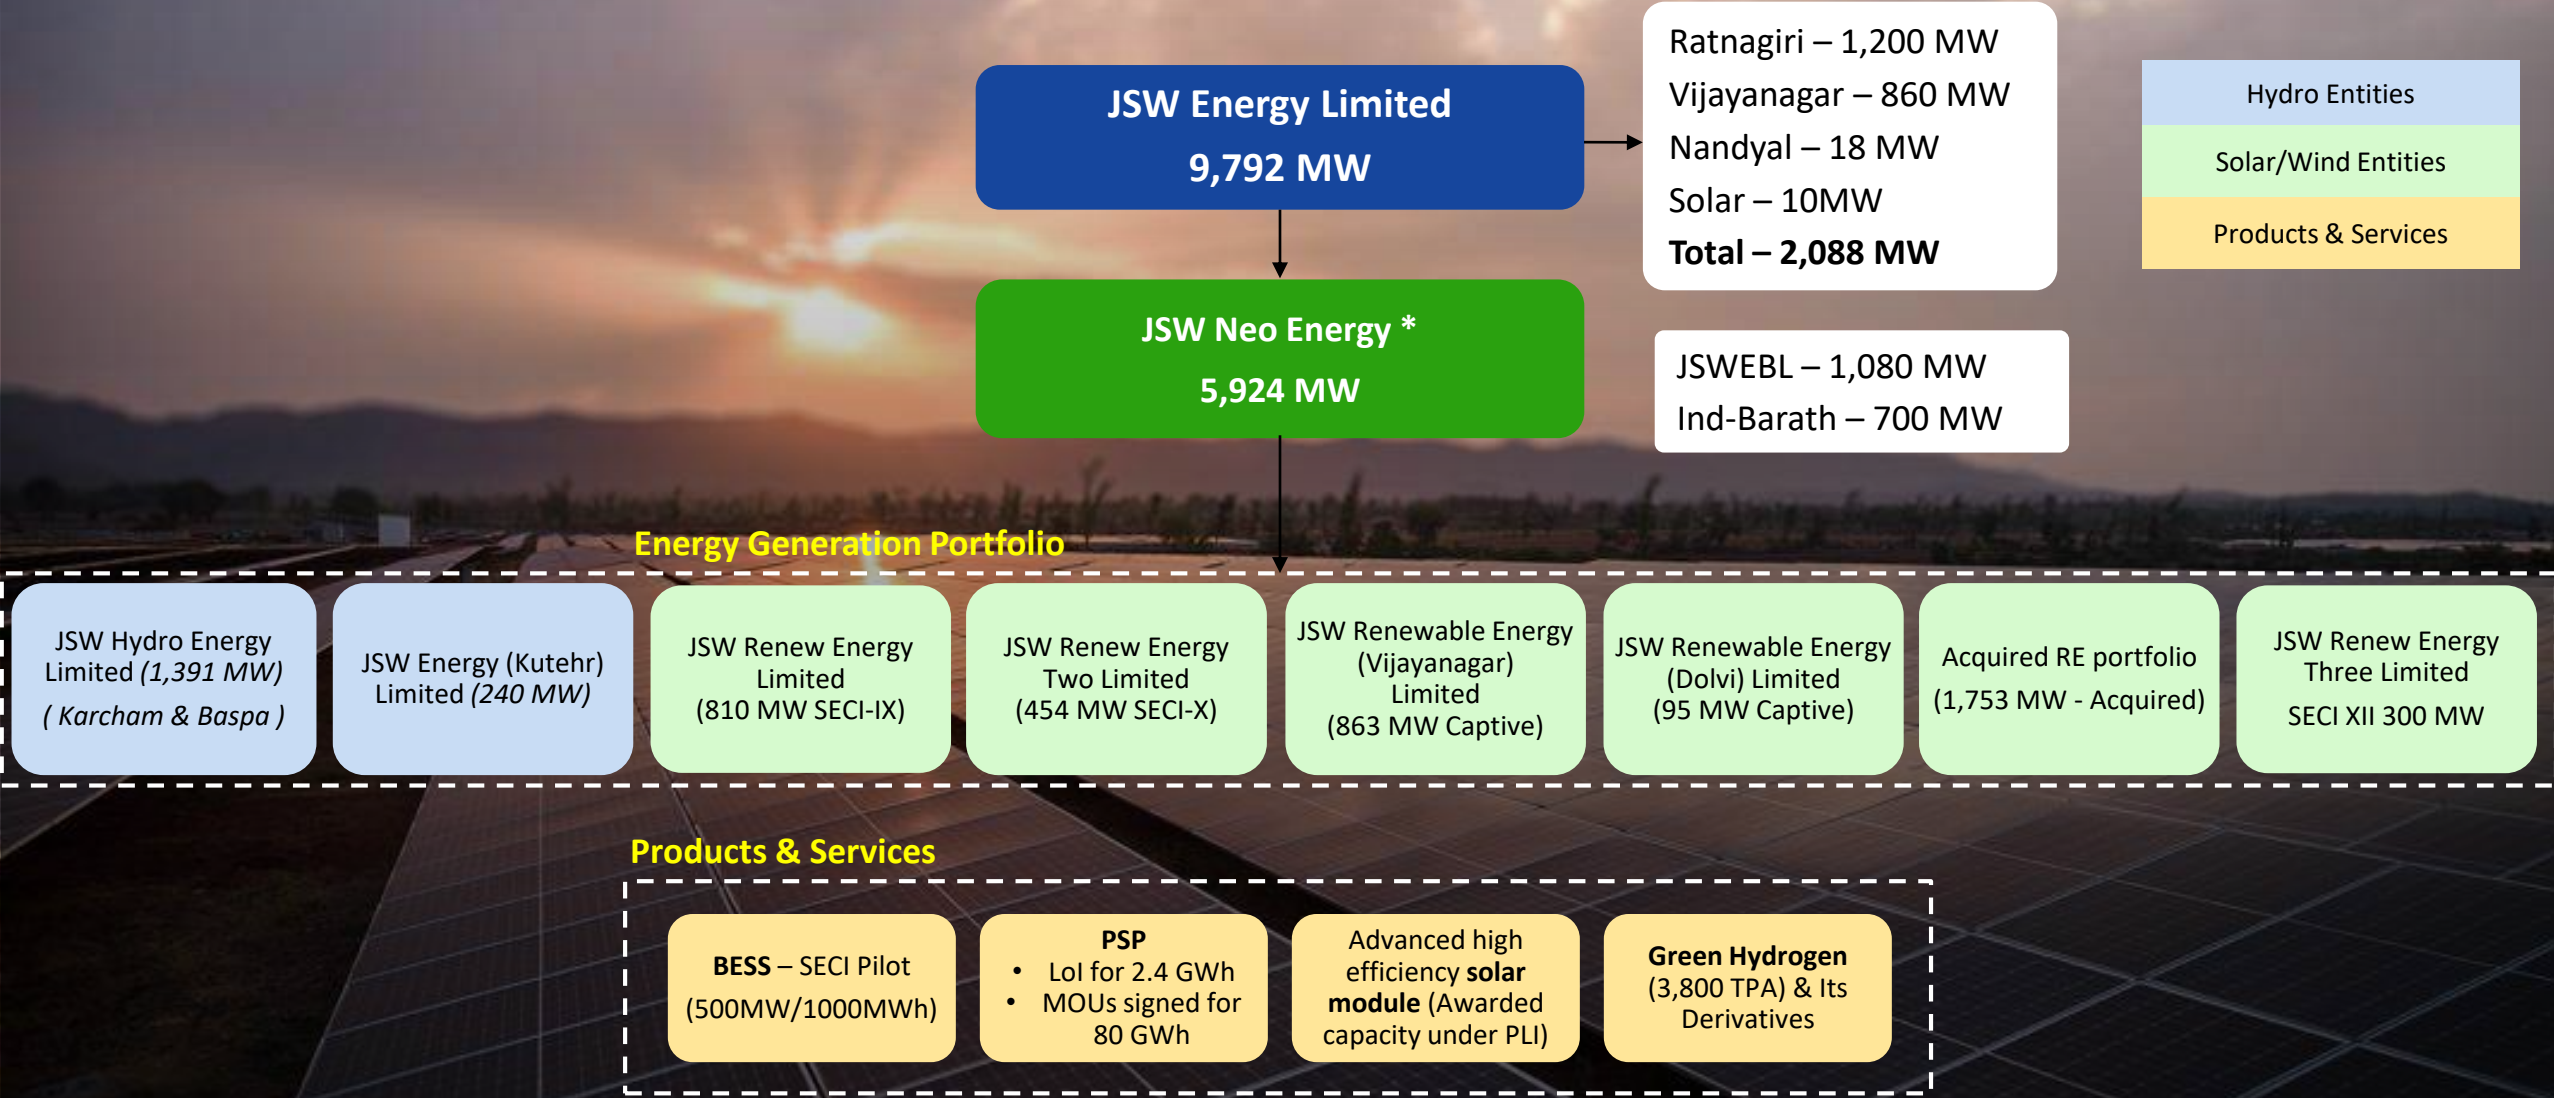 JSW Energy Limited
9,792 MW
Ratnagiri – 1,200 MW
Vijayanagar – 860 MW
Nandyal – 18 MW
Solar – 10MW
Total – 2,088 MW
Hydro Entities
Solar/Wind Entities
Products & Services
JSW Neo Energy *
5,924 MW
JSWEBL – 1,080 MW
Ind-Barath – 700 MW
Energy Generation Portfolio
JSW Hydro Energy
Limited (1,391 MW)
( Karcham & Baspa )
JSW Energy (Kutehr)
Limited (240 MW)
JSW Renew Energy
Limited
(810 MW SECI-IX)
JSW Renew Energy
Two Limited
(454 MW SECI-X)
JSW Renewable Energy
(Vijayanagar)
Limited
(863 MW Captive)
JSW Renewable Energy
(Dolvi) Limited
(95 MW Captive)
Acquired RE portfolio
(1,753 MW - Acquired)
JSW Renew Energy
Three Limited
SECI XII 300 MW
Products & Services
BESS – SECI Pilot
(500MW/1000MWh)
PSP
• LoI for 2.4 GWh
• MOUs signed for
80 GWh
Advanced high
efficiency solar
module (Awarded
capacity under PLI)
Green Hydrogen
(3,800 TPA) & Its
Derivatives